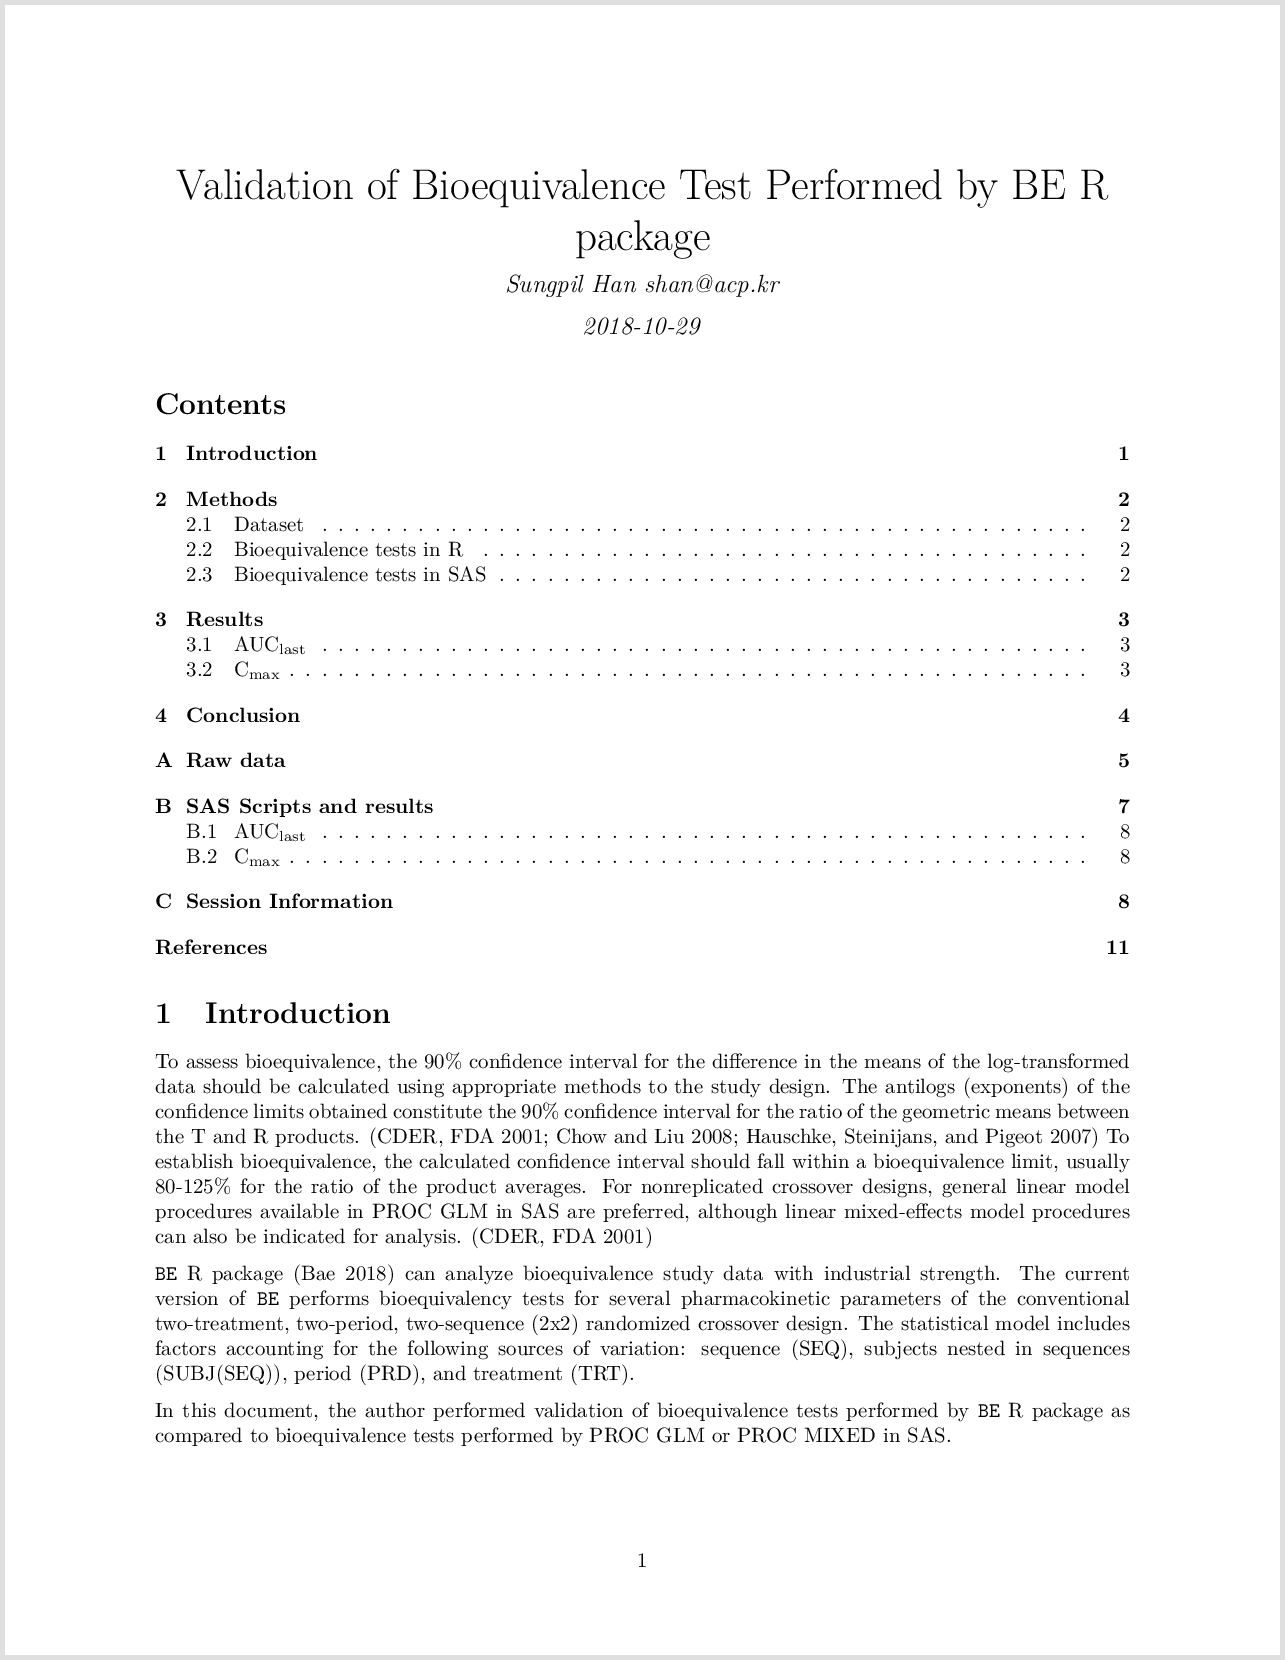 Validation of Bioequivalence Test Performed by BE R
package
Sungpil Han shan@acp.kr
2018-10-29
Contents
1 Introduction 1
2 Methods 2
2.1 Dataset . . . . . . . . . . . . . . . . . . . . . . . . . . . . . . . . . . . . . . . . . . . . . . . . 2
2.2 Bioequivalence tests in R . . . . . . . . . . . . . . . . . . . . . . . . . . . . . . . . . . . . . . 2
2.3 Bioequivalence tests in SAS . . . . . . . . . . . . . . . . . . . . . . . . . . . . . . . . . . . . . 2
3 Results 3
3.1 AUClast . . . . . . . . . . . . . . . . . . . . . . . . . . . . . . . . . . . . . . . . . . . . . . . . 3
3.2 Cmax . . . . . . . . . . . . . . . . . . . . . . . . . . . . . . . . . . . . . . . . . . . . . . . . . . 3
4 Conclusion 4
A Raw data 5
B SAS Scripts and results 7
B.1 AUClast . . . . . . . . . . . . . . . . . . . . . . . . . . . . . . . . . . . . . . . . . . . . . . . . 8
B.2 Cmax . . . . . . . . . . . . . . . . . . . . . . . . . . . . . . . . . . . . . . . . . . . . . . . . . . 8
C Session Information 8
References 11
1 Introduction
To assess bioequivalence, the 90% confidence interval for the difference in the means of the log-transformed
data should be calculated using appropriate methods to the study design. The antilogs (exponents) of the
confidence limits obtained constitute the 90% confidence interval for the ratio of the geometric means between
the T and R products. (CDER, FDA 2001; Chow and Liu 2008; Hauschke, Steinijans, and Pigeot 2007) To
establish bioequivalence, the calculated confidence interval should fall within a bioequivalence limit, usually
80-125% for the ratio of the product averages. For nonreplicated crossover designs, general linear model
procedures available in PROC GLM in SAS are preferred, although linear mixed-effects model procedures
can also be indicated for analysis. (CDER, FDA 2001)
BE R package (Bae 2018) can analyze bioequivalence study data with industrial strength. The current
version of BE performs bioequivalency tests for several pharmacokinetic parameters of the conventional
two-treatment, two-period, two-sequence (2x2) randomized crossover design. The statistical model includes
factors accounting for the following sources of variation: sequence (SEQ), subjects nested in sequences
(SUBJ(SEQ)), period (PRD), and treatment (TRT).
In this document, the author performed validation of bioequivalence tests performed by BE R package as
compared to bioequivalence tests performed by PROC GLM or PROC MIXED in SAS.
1